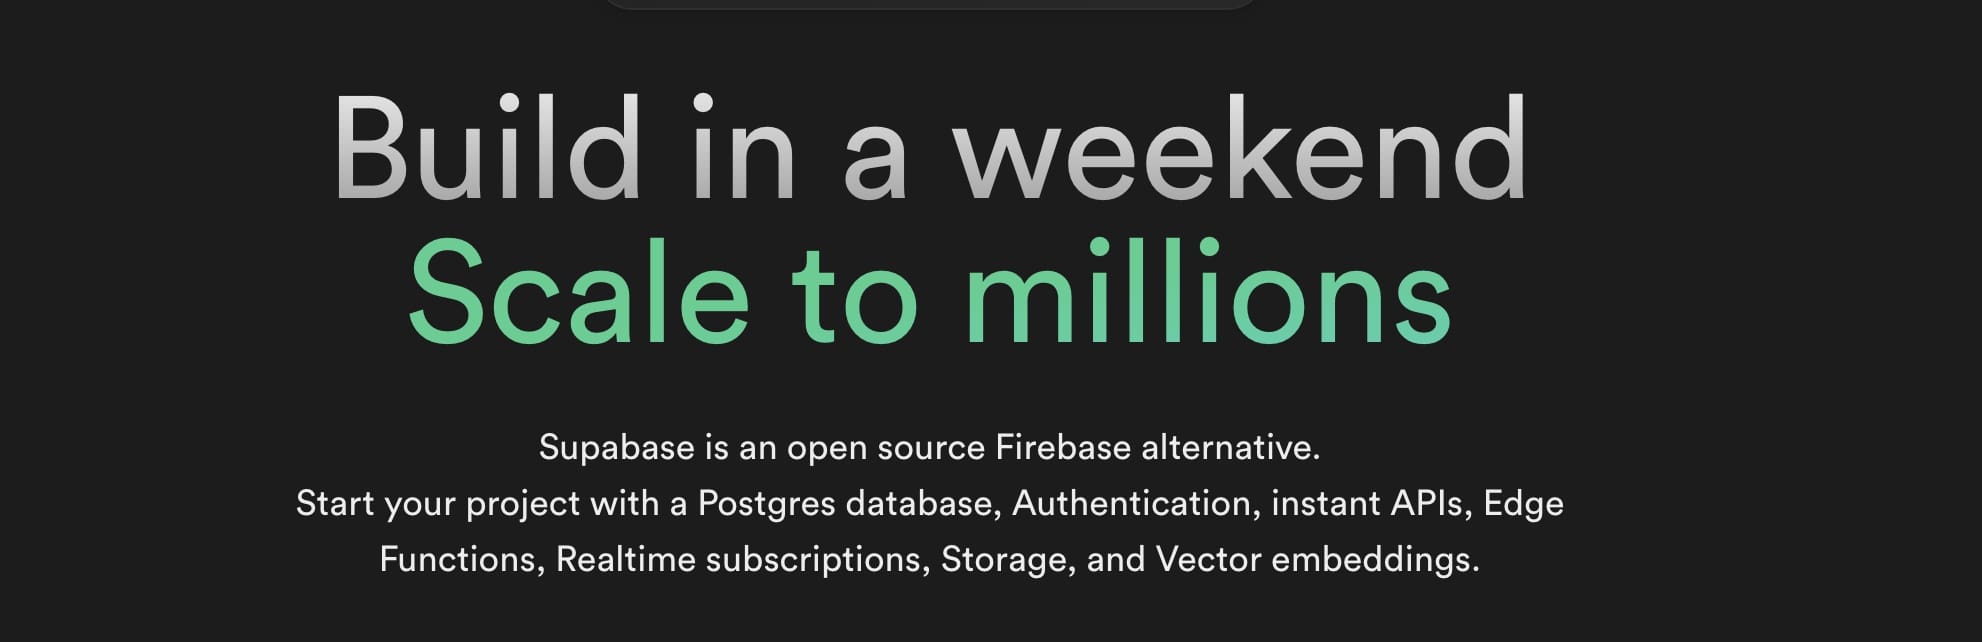 Build in a weekend
Scale to millions
Supabase is an open source Firebase alternative.
Start your project with a Postgres database, Authentication, instant APIs, Edge
Functions, Realtime subscriptions, Storage, and Vector embeddings.